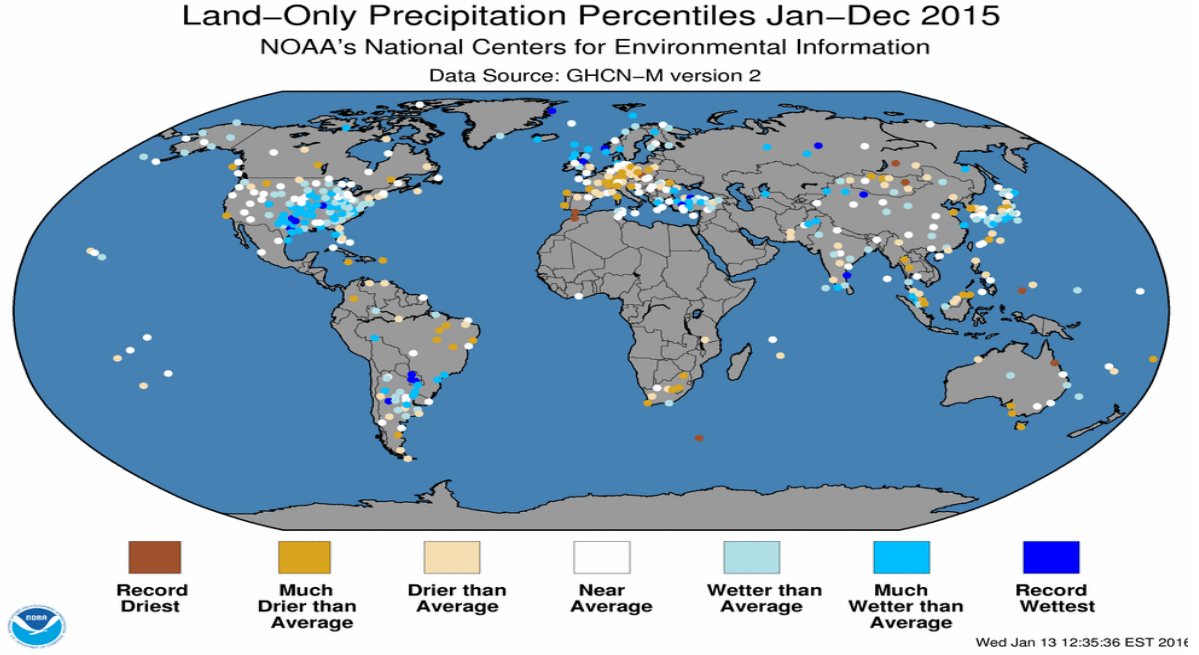 Land-Only Precipitation Percentiles Jan-Dec 2015
NOAA's National Centers for Environmental Information
Data Source: GHCN-M version 2
Record
Driest
Much
Drier than
Average
Drier than
Average
Near
Average
Wetter than
Average
Much
Wetter than
Average
Record
Wettest
NOAA
Wed Jan 13 12:35:36 EST 2016